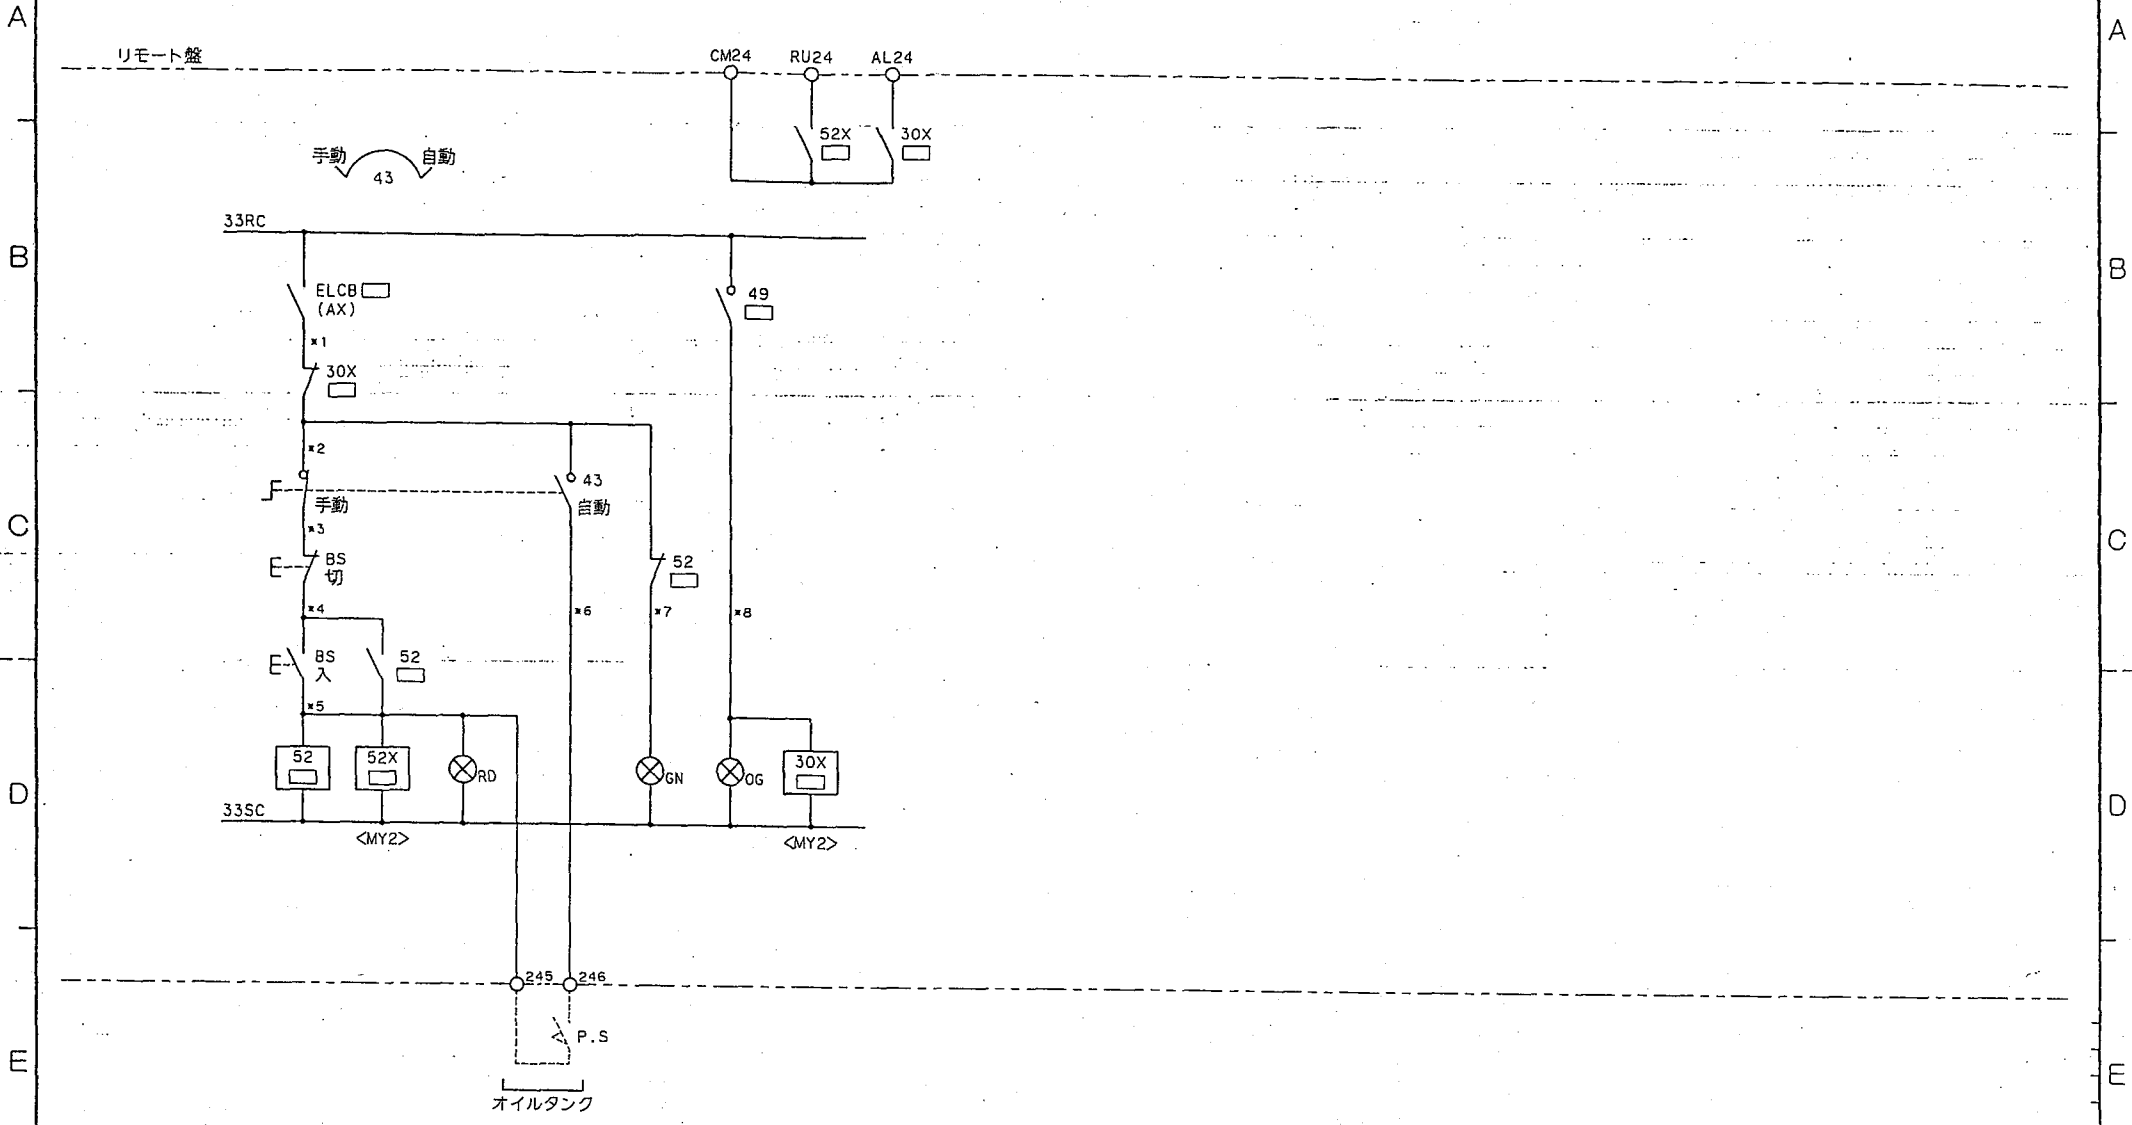 A
A
リモート盤
CM24 RU24 AL24
52X 30X
手動 自動
43
33RC
B
B
ELCB
(AX)
49
*1
30X
*2
43
手動
自動
C
*3
C
BS
切
52
*4
*6
*7
*8
BS
入
52
*5
52
52X
RD
GN
OG
30X
D
D
33SC
<MY2>
<MY2>
245 246
P.S
E
E
オイルタンク